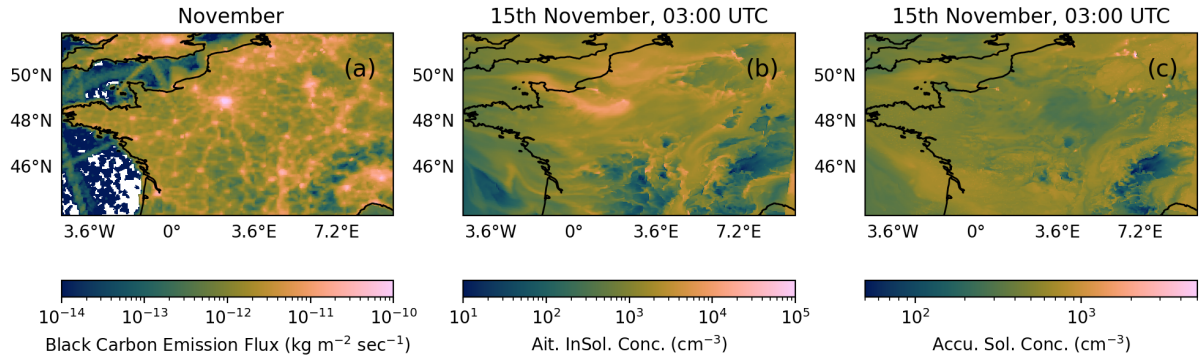 November
15th November, 03:00 UTC
15th November, 03:00 UTC
(a)
(b)
(c)
50°N
48°N
46°N
3.6°W 0° 3.6°E 7.2°E
50°N
48°N
46°N
3.6°W 0° 3.6°E 7.2°E
50°N
48°N
46°N
3.6°W 0° 3.6°E 7.2°E
10⁻¹⁴ 10⁻¹³ 10⁻¹² 10⁻¹¹ 10⁻¹⁰
Black Carbon Emission Flux (kg m⁻² sec⁻¹)
10¹ 10² 10³ 10⁴ 10⁵
Ait. InSol. Conc. (cm⁻³)
10² 10³
Accu. Sol. Conc. (cm⁻³)